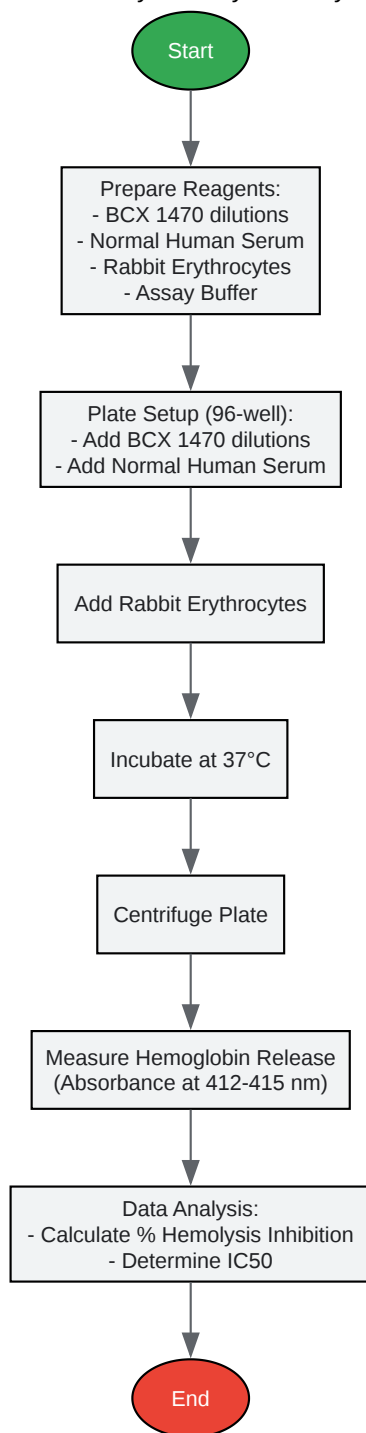 Start
Prepare Reagents:
- BCX 1470 dilutions
- Normal Human Serum
- Rabbit Erythrocytes
- Assay Buffer
Plate Setup (96-well):
- Add BCX 1470 dilutions
- Add Normal Human Serum
Add Rabbit Erythrocytes
Incubate at 37°C
Centrifuge Plate
Measure Hemoglobin Release
(Absorbance at 412-415 nm)
Data Analysis:
- Calculate % Hemolysis Inhibition
- Determine IC50
End